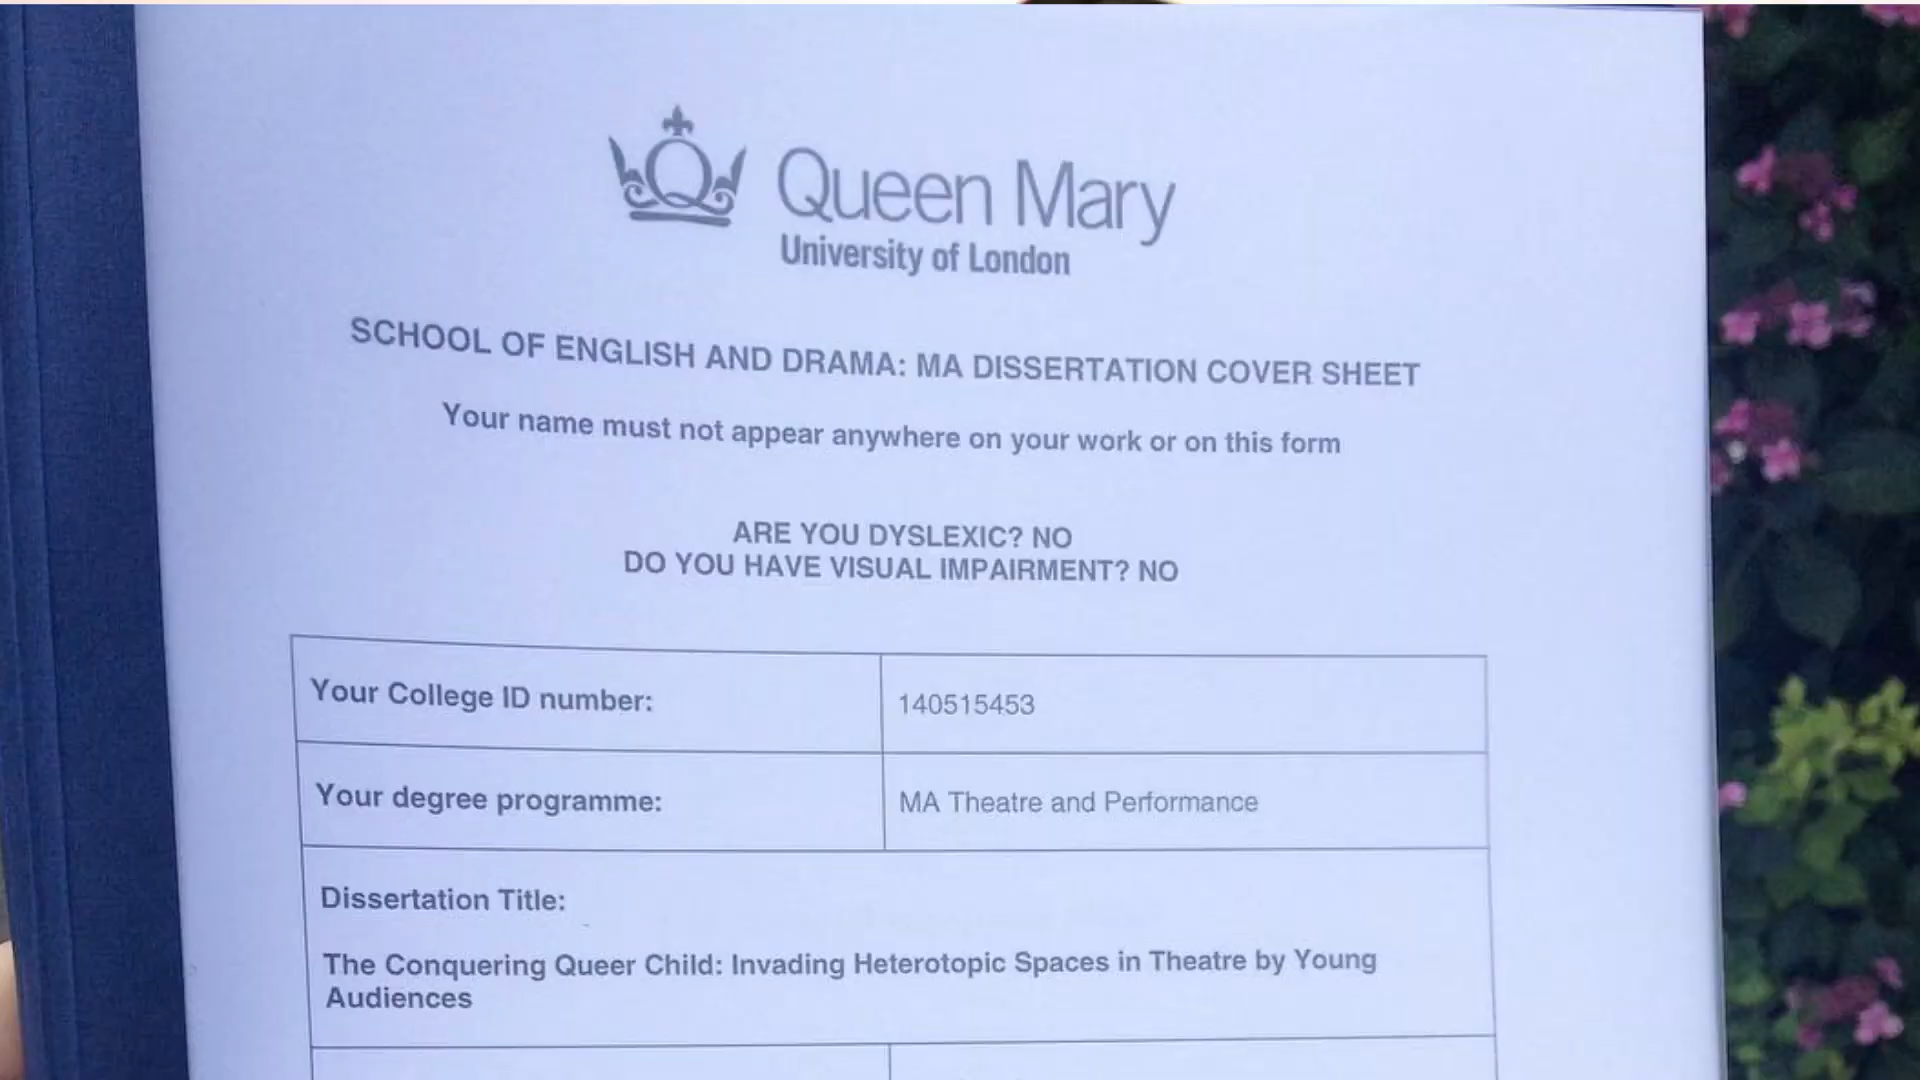 Queen Mary
University of London
SCHOOL OF ENGLISH AND DRAMA: MA DISSERTATION COVER SHEET
Your name must not appear anywhere on your work or on this form
ARE YOU DYSLEXIC? NO
DO YOU HAVE VISUAL IMPAIRMENT? NO
Your College ID number: 140515453
Your degree programme: MA Theatre and Performance
Dissertation Title:
The Conquering Queer Child: Invading Heterotopic Spaces in Theatre by Young
Audiences